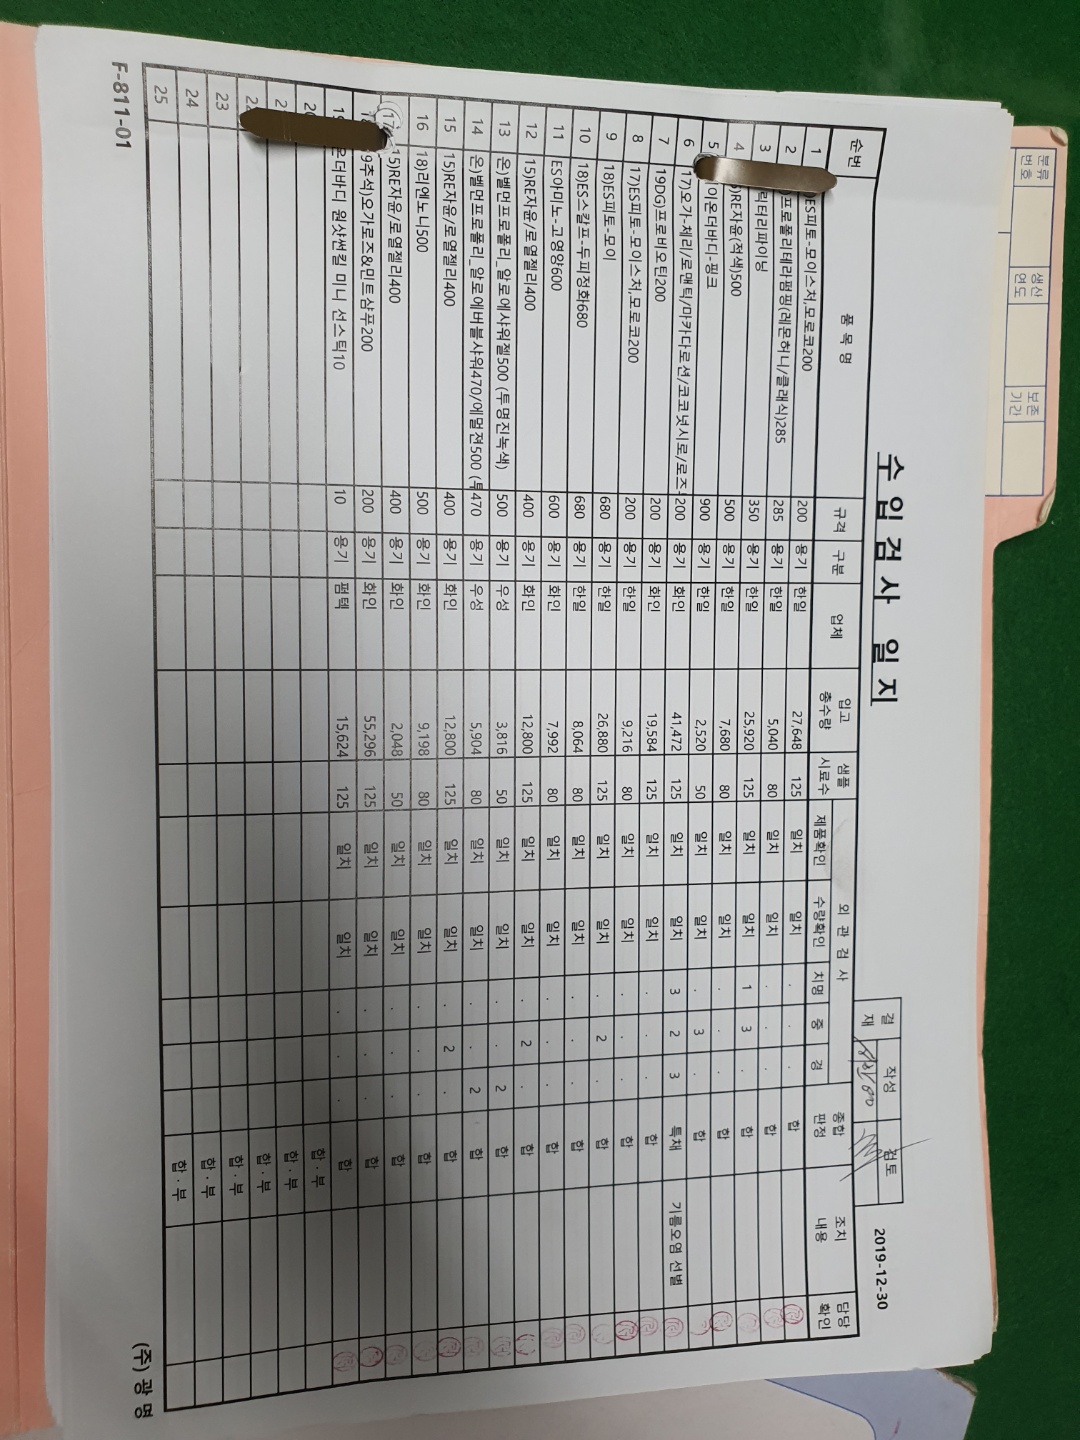 분류 번호 생산 연도 보존 기간
수입검사 일지
결재 작성 검토 2019-12-30
순번 품목명 규격 구분 업체 입고 총수량 샘플 시료수 외관검사 종합 판정 조치 내용 담당 확인
제품확인 수량확인 치명 중 경
1 )ES피토-모이스처,모로코200 200 용기 한일 27,648 125 일치 일치 . . . 합
2 프로폴리테라펌핑(레몬허니/클래식)285 285 용기 한일 5,040 80 일치 일치 . . . 합
3 릭터리파이닝 350 용기 한일 25,920 125 일치 일치 1 3 . 합
4 )RE자윤(적색)500 500 용기 한일 7,680 80 일치 일치 . . . 합
5 이온더바디-핑크 900 용기 한일 2,520 50 일치 일치 . 3 . 합
6 17)오가-체리/로맨틱/마카다로션/코코넛시로/로즈- 200 용기 화인 41,472 125 일치 일치 3 2 3 특채 기름오염 선별
7 19DG)프로비오틴200 200 용기 화인 19,584 125 일치 일치 . . . 합
8 17)ES피토-모이스처,모로코200 200 용기 한일 9,216 80 일치 일치 . . . 합
9 18)ES피토-모이 680 용기 한일 26,880 125 일치 일치 . 2 . 합
10 18)ES스칼프-두피정화680 680 용기 한일 8,064 80 일치 일치 . . . 합
11 ES아미노-고영양600 600 용기 화인 7,992 80 일치 일치 . . . 합
12 15)RE자윤/로열젤리400 400 용기 화인 12,800 125 일치 일치 . 2 . 합
13 온)벨먼프로폴리_알로에샤워젤500 (투명진녹색) 500 용기 우성 3,816 50 일치 일치 . . 2 합
14 온)벨먼프로폴리_알로에버블샤워470/에멀젼500 (투 470 용기 우성 5,904 80 일치 일치 . . 2 합
15 15)RE자윤/로열젤리400 400 용기 화인 12,800 125 일치 일치 . 2 . 합
16 18)리엔노니500 500 용기 화인 9,198 80 일치 일치 . . . 합
17 15)RE자윤/로열젤리400 400 용기 화인 2,048 50 일치 일치 . . . 합
18 9추석)오가로즈&민트샴푸200 200 용기 화인 55,296 125 일치 일치 . . . 합
19 온더바디 원샷썬킬 미니 선스틱10 10 용기 펌텍 15,624 125 일치 일치 . . . 합
20 합·부
21 합·부
22 합·부
23 합·부
24 합·부
25 합·부
F-811-01 (주)광명